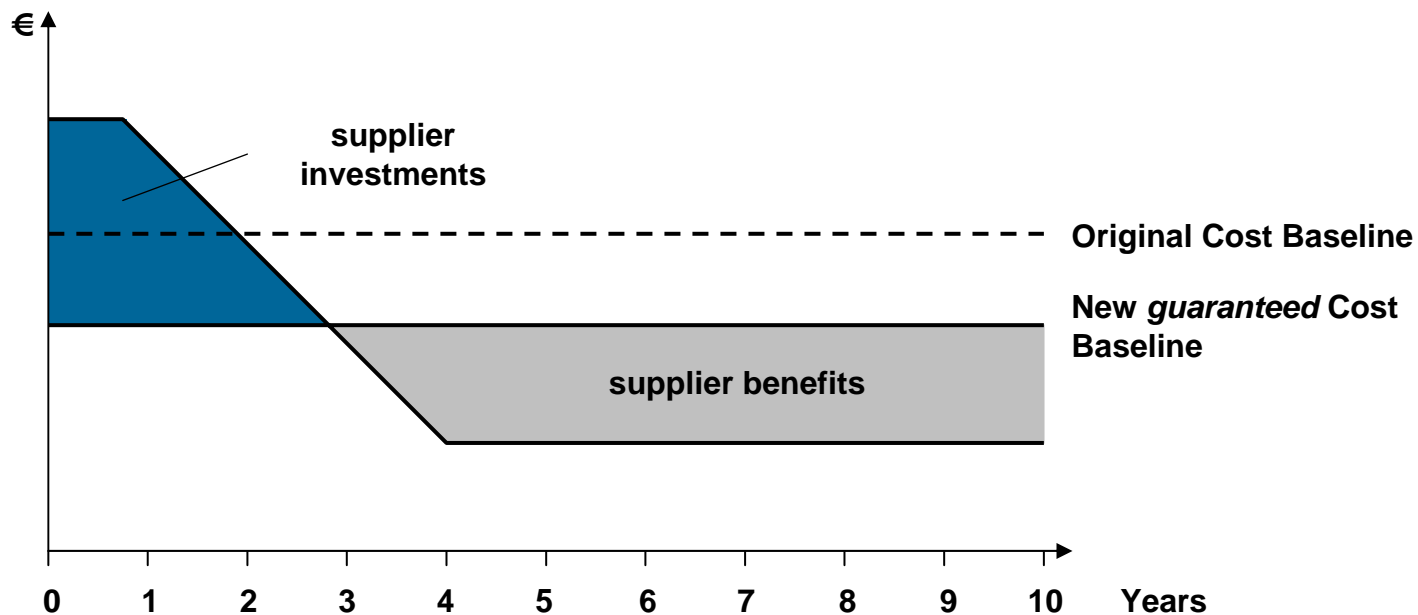 €
supplier
investments
Original Cost Baseline
New guaranteed Cost
Baseline
supplier benefits
0 1 2 3 4 5 6 7 8 9 10 Years